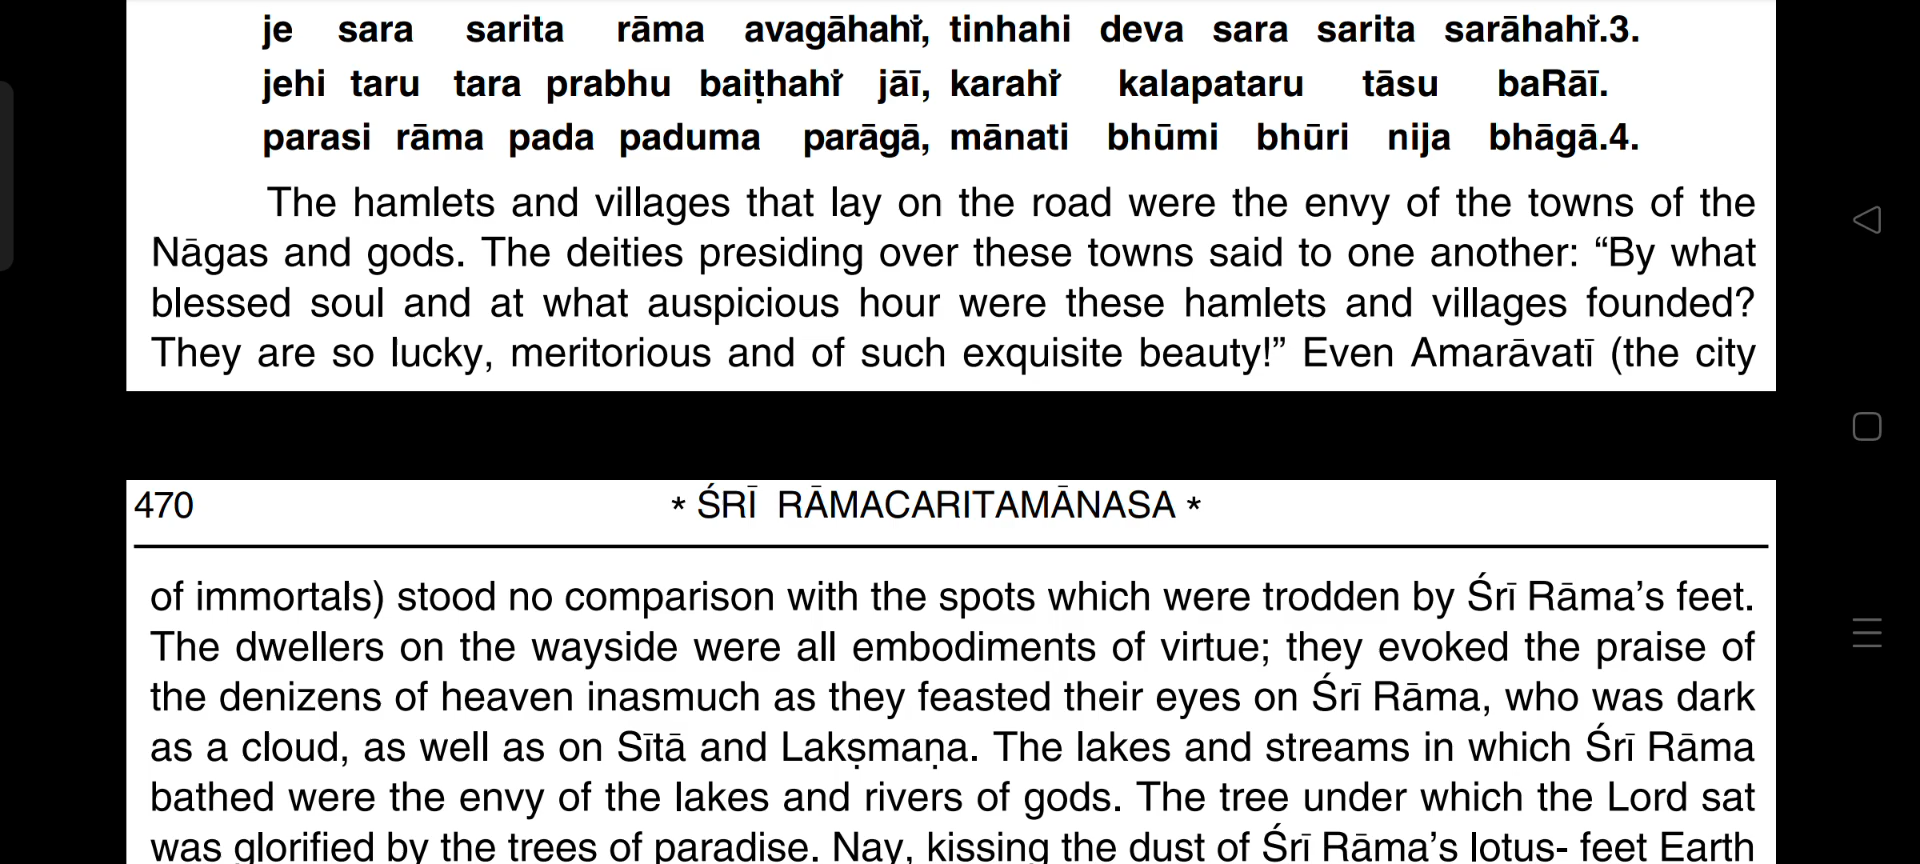 je sara sarita rāma avagāhahiँ, tinhahi deva sara sarita sarāhahiँ.3.
jehi taru tara prabhu baiṭhahiँ jāī, karahiँ kalapataru tāsu baRāī.
parasi rāma pada paduma parāgā, mānati bhūmi bhūri nija bhāgā.4.
The hamlets and villages that lay on the road were the envy of the towns of the
Nāgas and gods. The deities presiding over these towns said to one another: “By what
blessed soul and at what auspicious hour were these hamlets and villages founded?
They are so lucky, meritorious and of such exquisite beauty!” Even Amarāvatī (the city
470 * ŚRĪ RĀMACARITAMĀNASA *
of immortals) stood no comparison with the spots which were trodden by Śrī Rāma’s feet.
The dwellers on the wayside were all embodiments of virtue; they evoked the praise of
the denizens of heaven inasmuch as they feasted their eyes on Śrī Rāma, who was dark
as a cloud, as well as on Sītā and Lakṣmaṇa. The lakes and streams in which Śrī Rāma
bathed were the envy of the lakes and rivers of gods. The tree under which the Lord sat
was glorified by the trees of paradise. Nay, kissing the dust of Śrī Rāma’s lotus- feet Earth